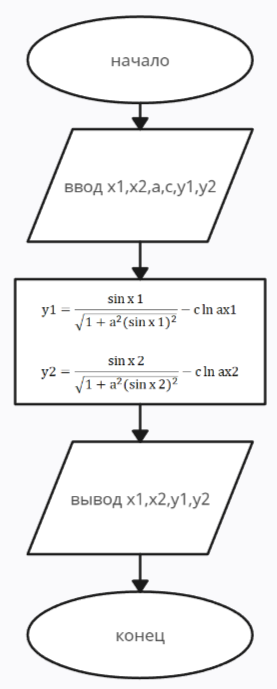 начало
ввод x1,x2,a,c,y1,y2
y1 = sin x 1 / √(1 + a²(sin x 1)²) − c ln ax1
y2 = sin x 2 / √(1 + a²(sin x 2)²) − c ln ax2
вывод x1,x2,y1,y2
конец